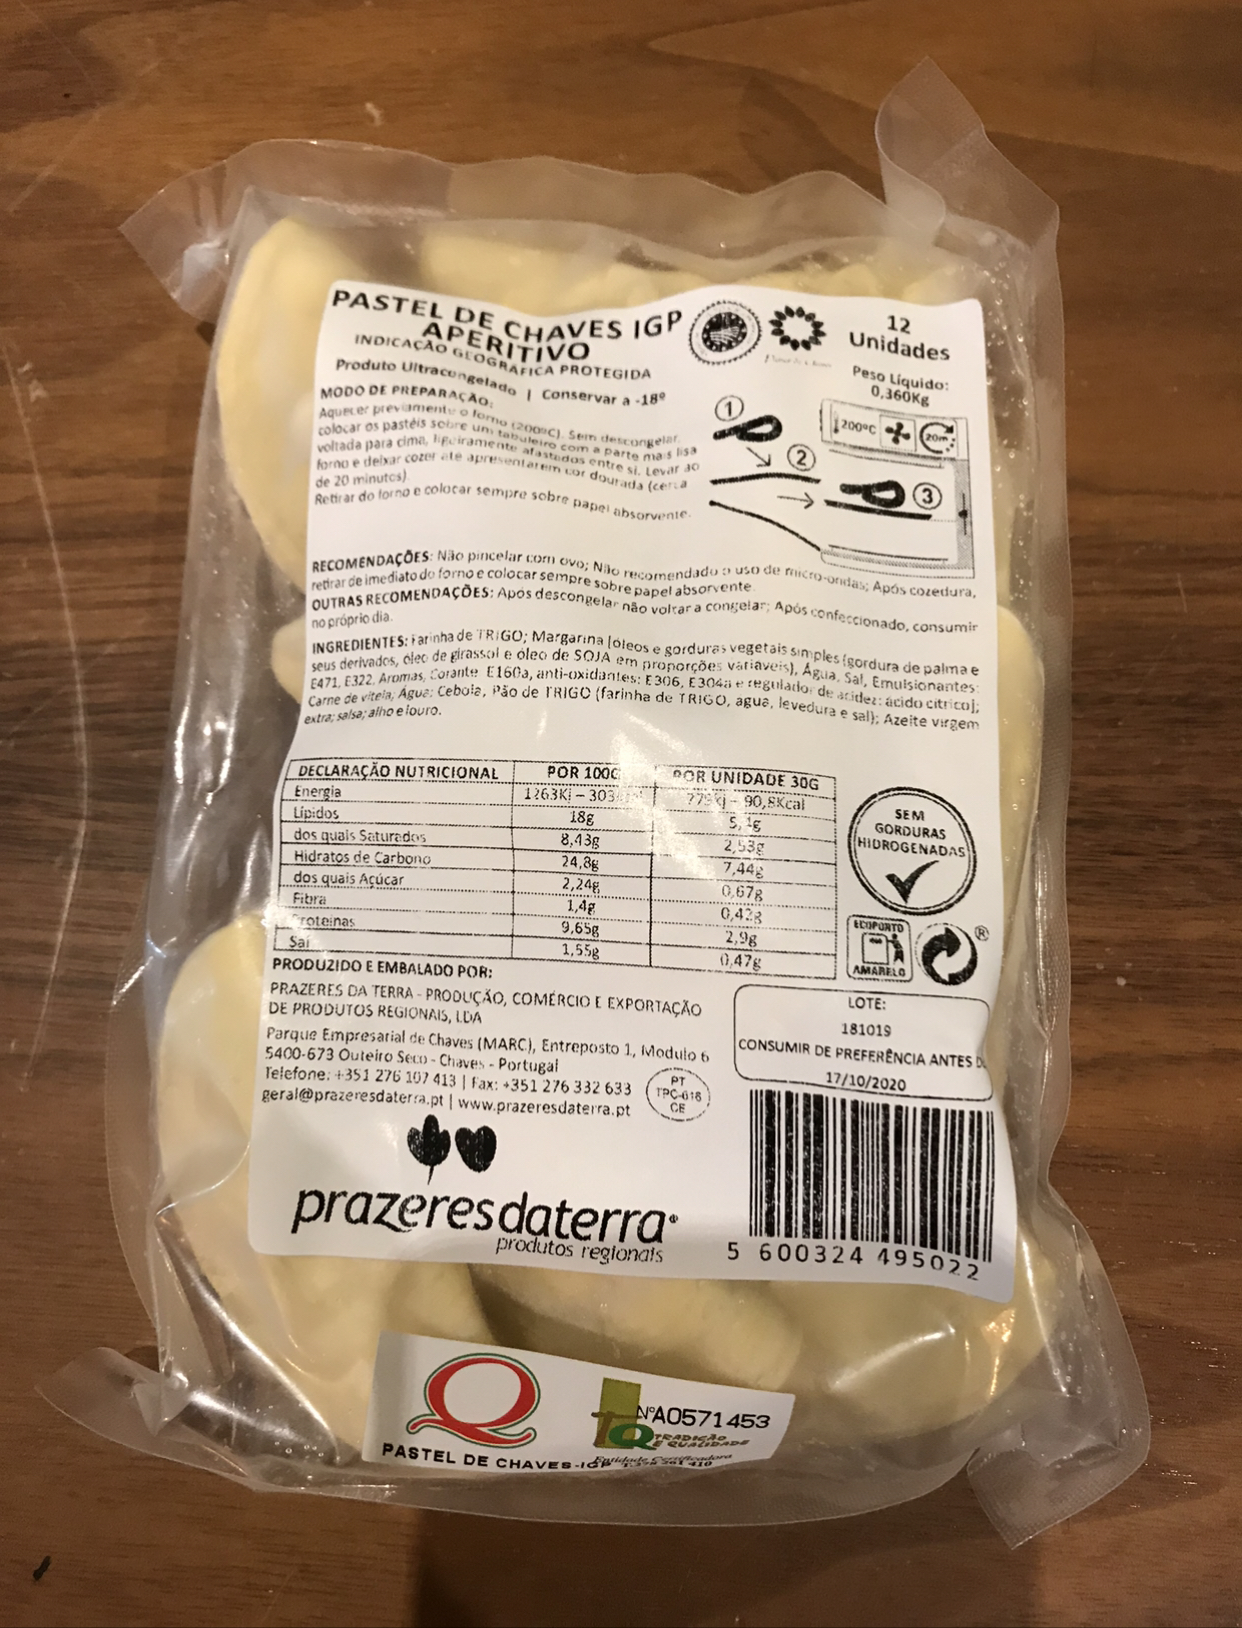 PASTEL DE CHAVES IGP
APERITIVO
INDICAÇÃO GEOGRÁFICA PROTEGIDA
Produto Ultracongelado | Conservar a -18º
12
Unidades
Peso Líquido:
0,360Kg
MODO DE PREPARAÇÃO:
Aquecer previamente o forno (200ºC). Sem descongelar,
colocar os pastéis sobre um tabuleiro com a parte mais lisa
voltada para cima, ligeiramente afastados entre si. Levar ao
forno e deixar cozer até apresentarem cor dourada (cerca
de 20 minutos).
Retirar do forno e colocar sempre sobre papel absorvente.
1
2
3
200ºC
20m
RECOMENDAÇÕES: Não pincelar com ovo; Não recomendado o uso de micro-ondas; Após cozedura,
retirar de imediato do forno e colocar sempre sobre papel absorvente.
OUTRAS RECOMENDAÇÕES: Após descongelar não voltar a congelar; Após confeccionado, consumir
no próprio dia.
INGREDIENTES: Farinha de TRIGO; Margarina [óleos e gorduras vegetais simples (gordura de palma e
seus derivados, óleo de girassol e óleo de SOJA em proporções variáveis), Água, Sal, Emulsionantes:
E471, E322, Aromas, Corante E160a, anti-oxidantes: E306, E304a e regulador de acidez: ácido cítrico];
Carne de vitela; Água; Cebola, Pão de TRIGO (farinha de TRIGO, água, levedura e sal); Azeite virgem
extra; salsa; alho e louro.
DECLARAÇÃO NUTRICIONAL POR 100G POR UNIDADE 30G
Energia 1263Kj – 90,8Kcal
Lípidos 18g 5,4g
dos quais Saturados 8,43g 2,53g
Hidratos de Carbono 24,8g 7,44g
dos quais Açúcar 2,24g 0,67g
Fibra 1,4g 0,42g
Proteínas 9,65g 2,9g
Sal 1,55g 0,47g
SEM
GORDURAS
HIDROGENADAS
ECOPONTO
AMARELO
®
PRODUZIDO E EMBALADO POR:
PRAZERES DA TERRA - PRODUÇÃO, COMÉRCIO E EXPORTAÇÃO
DE PRODUTOS REGIONAIS, LDA
Parque Empresarial de Chaves (MARC), Entreposto 1, Modulo 6
5400-673 Outeiro Seco - Chaves - Portugal
Telefone: +351 276 107 413 | Fax: +351 276 332 633
geral@prazeresdaterra.pt | www.prazeresdaterra.pt
PT
TPC-018
CE
LOTE:
181019
CONSUMIR DE PREFERÊNCIA ANTES D
17/10/2020
prazeresdaterra
produtos regionais
5 600324 495022
Q
PASTEL DE CHAVES-IGP
TQ
NºA0571453
TRADIÇÃO
E QUALIDADE
Entidade Certificadora